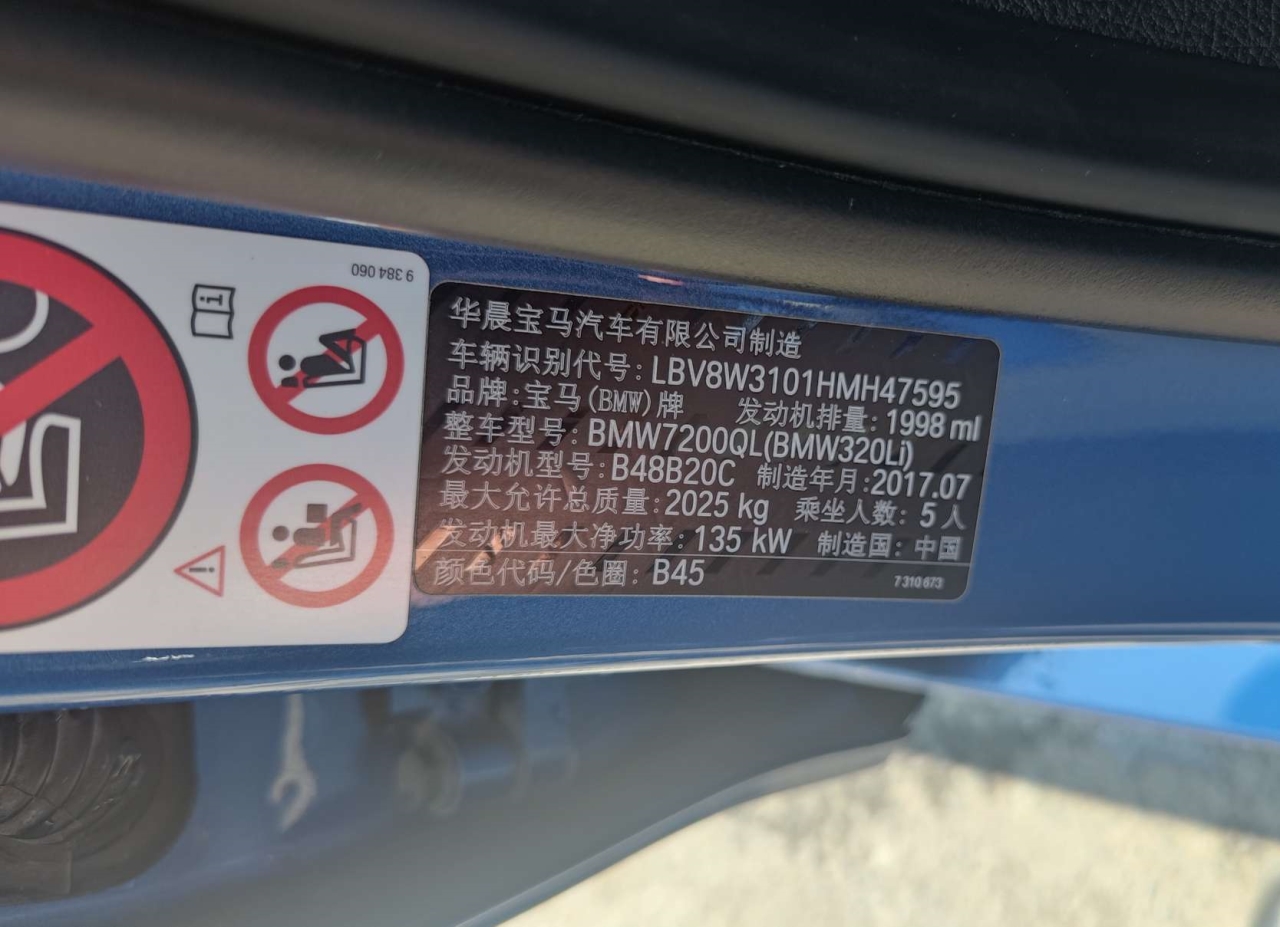 9 384 060
华晨宝马汽车有限公司制造
车辆识别代号: LBV8W3101HMH47595
品牌: 宝马(BMW)牌 发动机排量: 1998 ml
整车型号: BMW7200QL(BMW320Li)
发动机型号: B48B20C 制造年月: 2017.07
最大允许总质量: 2025 kg 乘坐人数: 5人
发动机最大净功率: 135 kW 制造国: 中国
颜色代码/色圈: B45 7 310 673